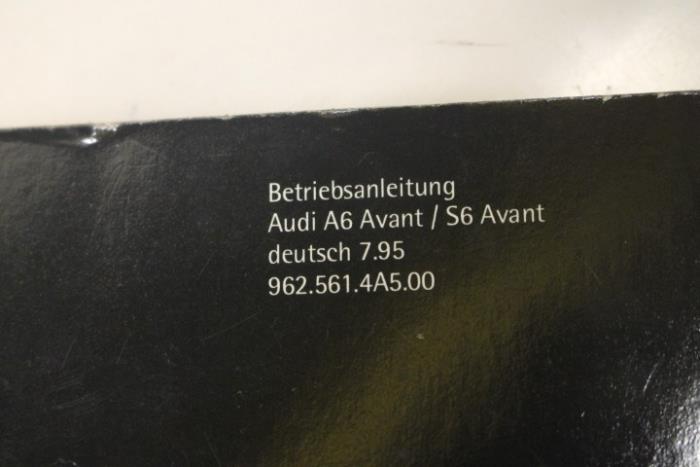 Betriebsanleitung
Audi A6 Avant / S6 Avant
deutsch 7.95
962.561.4A5.00